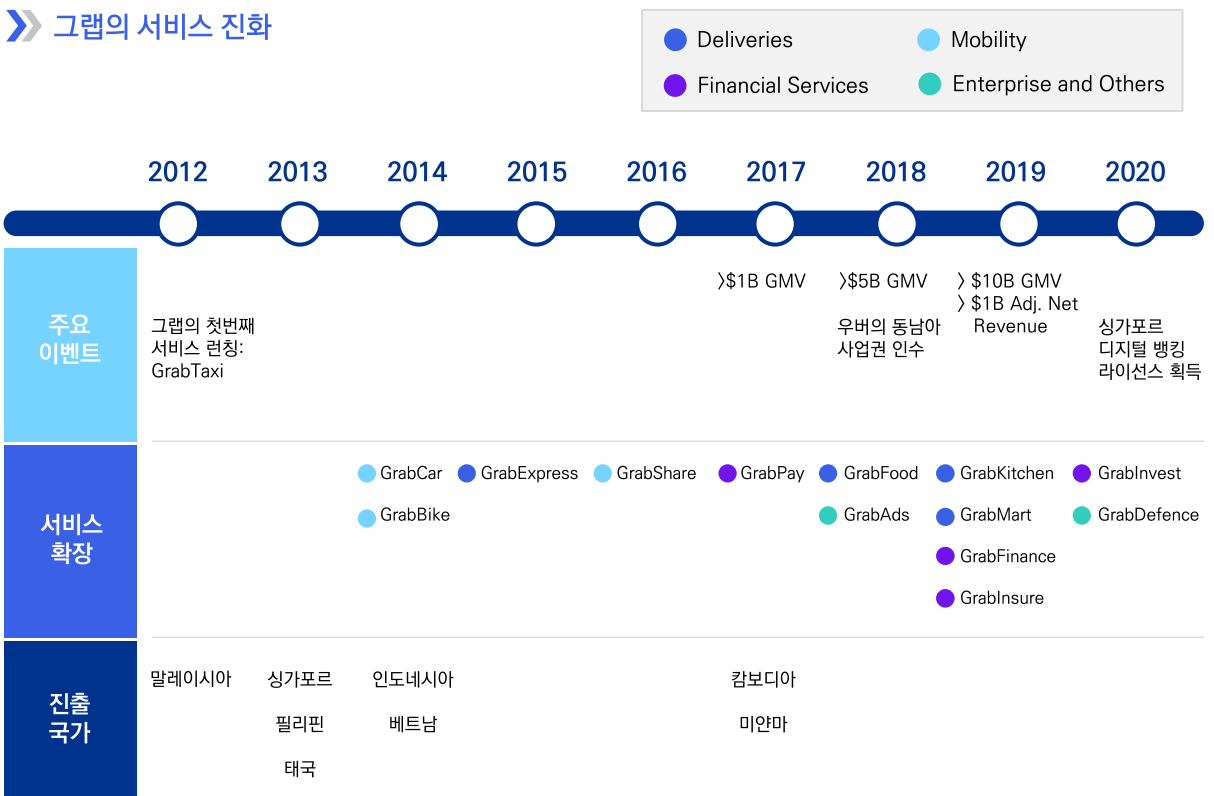 그랩의 서비스 진화
Deliveries
Mobility
Financial Services
Enterprise and Others
2012
2013
2014
2015
2016
2017
2018
2019
2020
주요
이벤트
그랩의 첫번째
서비스 런칭:
GrabTaxi
>$1B GMV
>$5B GMV
우버의 동남아
사업권 인수
> $10B GMV
> $1B Adj. Net
Revenue
싱가포르
디지털 뱅킹
라이선스 획득
서비스
확장
GrabCar
GrabBike
GrabExpress
GrabShare
GrabPay
GrabFood
GrabAds
GrabKitchen
GrabMart
GrabFinance
GrabInsure
GrabInvest
GrabDefence
진출
국가
말레이시아
싱가포르
필리핀
태국
인도네시아
베트남
캄보디아
미얀마